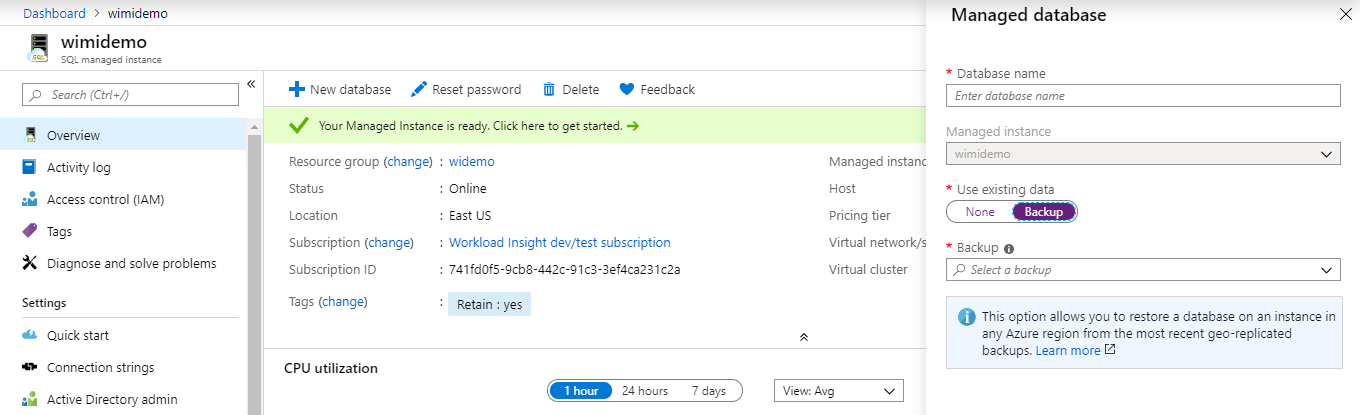 Dashboard > wimidemo
wimidemo
SQL managed instance
SQL
Search (Ctrl+/)
Overview
Activity log
Access control (IAM)
Tags
Diagnose and solve problems
Settings
Quick start
Connection strings
Active Directory admin
New database
Reset password
Delete
Feedback
Your Managed Instance is ready. Click here to get started. →
Resource group (change) : widemo
Status : Online
Location : East US
Subscription (change) : Workload Insight dev/test subscription
Subscription ID : 741fd0f5-9cb8-442c-91c3-3ef4ca231c2a
Tags (change) : Retain : yes
Managed instanc
Host
Pricing tier
Virtual network/s
Virtual cluster
CPU utilization
1 hour 24 hours 7 days
View: Avg
Managed database
* Database name
Enter database name
Managed instance
wimidemo
* Use existing data
None Backup
* Backup
Select a backup
This option allows you to restore a database on an instance in
any Azure region from the most recent geo-replicated
backups. Learn more